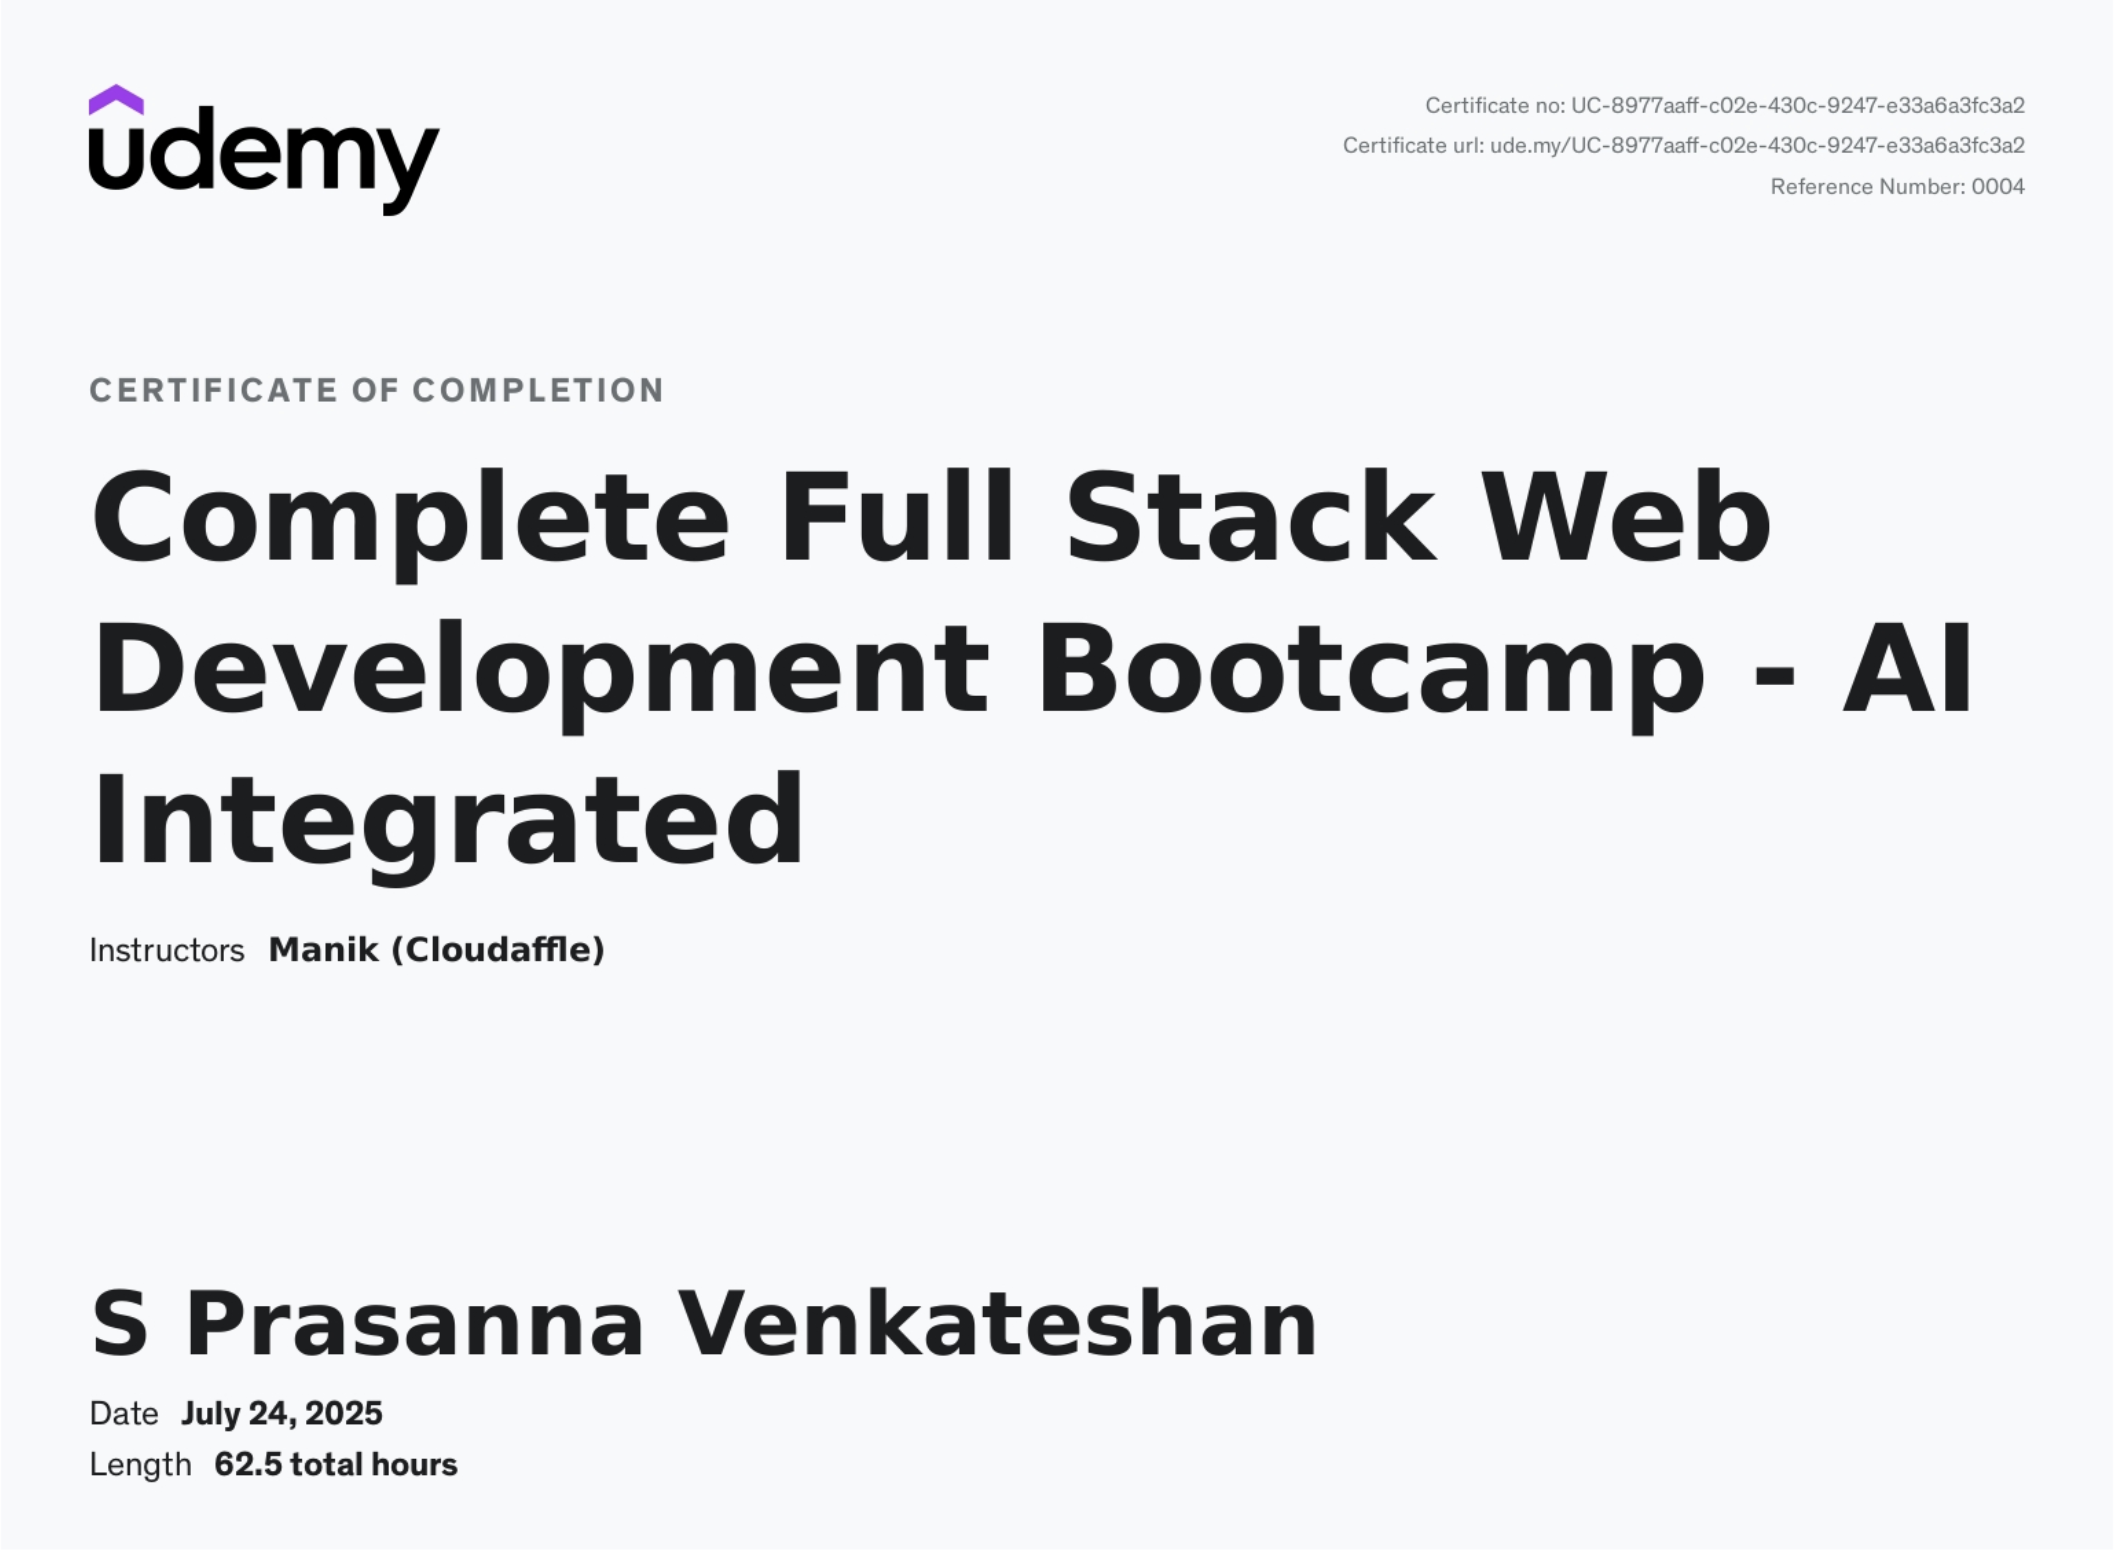 udemy
Certificate no: UC-8977aaff-c02e-430c-9247-e33a6a3fc3a2
Certificate url: ude.my/UC-8977aaff-c02e-430c-9247-e33a6a3fc3a2
Reference Number: 0004
CERTIFICATE OF COMPLETION
Complete Full Stack Web
Development Bootcamp - AI
Integrated
Instructors Manik (Cloudaffle)
S Prasanna Venkateshan
Date July 24, 2025
Length 62.5 total hours